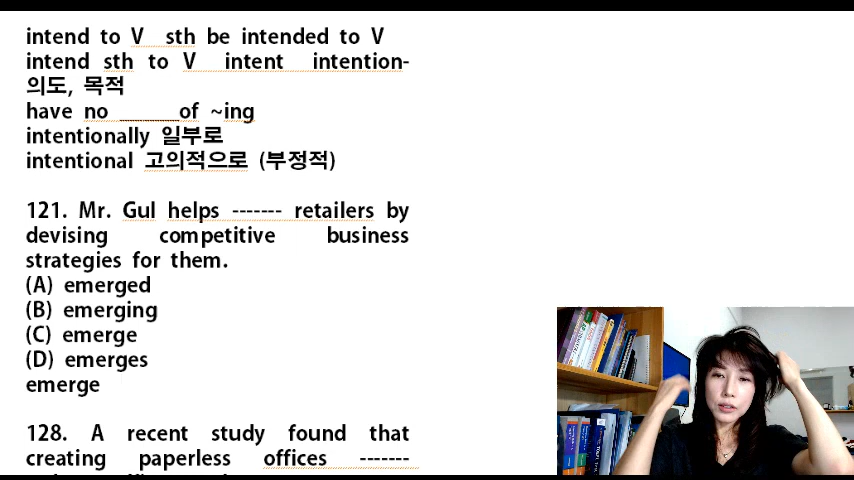 intend to V sth be intended to V
intend sth to V intent intention-
의도, 목적
have no ______of ~ing
intentionally 일부로
intentional 고의적으로 (부정적)
121. Mr. Gul helps ------- retailers by
devising competitive business
strategies for them.
(A) emerged
(B) emerging
(C) emerge
(D) emerges
emerge
128. A recent study found that
creating paperless offices -------